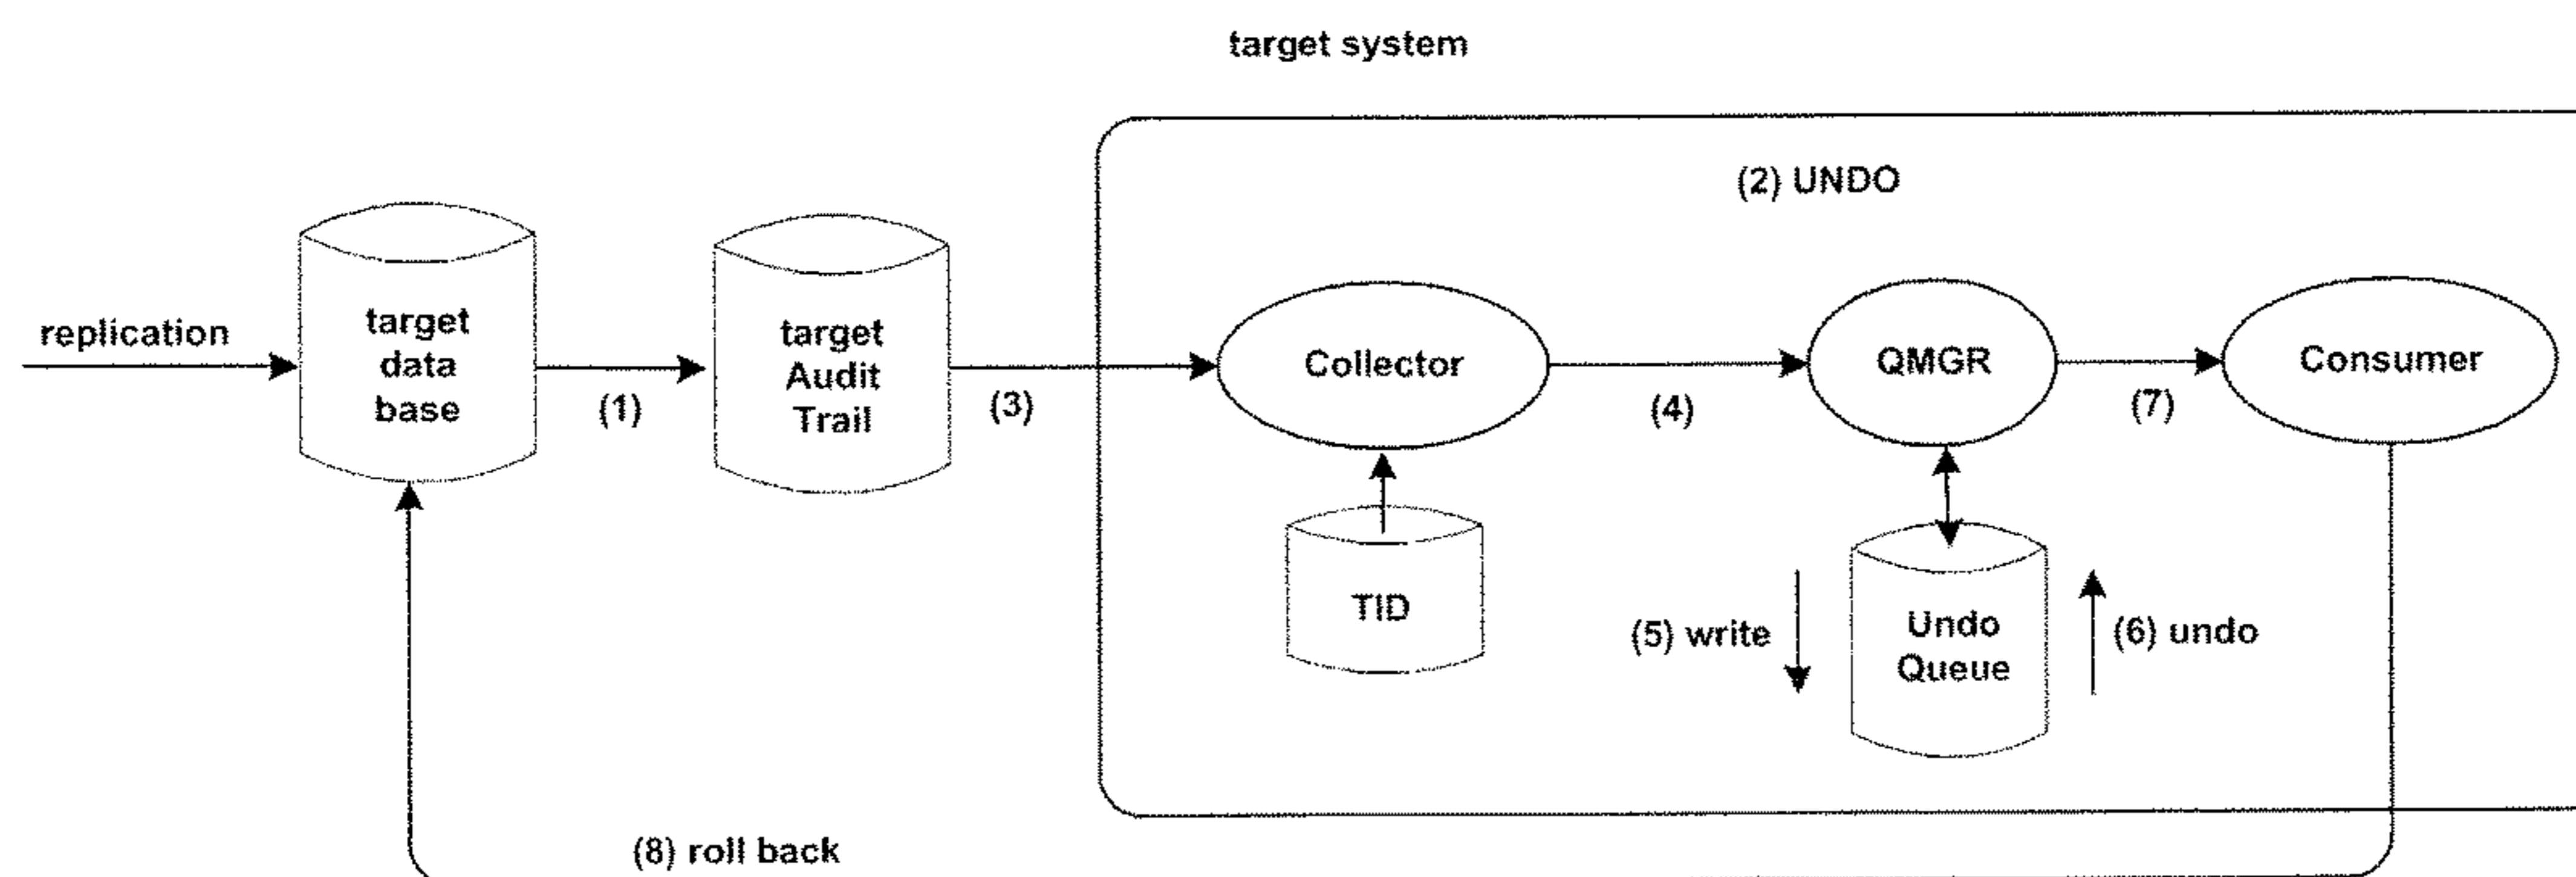 target system
(2) UNDO
replication
target
data
base
(1)
target
Audit
Trail
(3)
Collector
(4)
QMGR
(7)
Consumer
TID
(5) write
Undo
Queue
(6) undo
(8) roll back